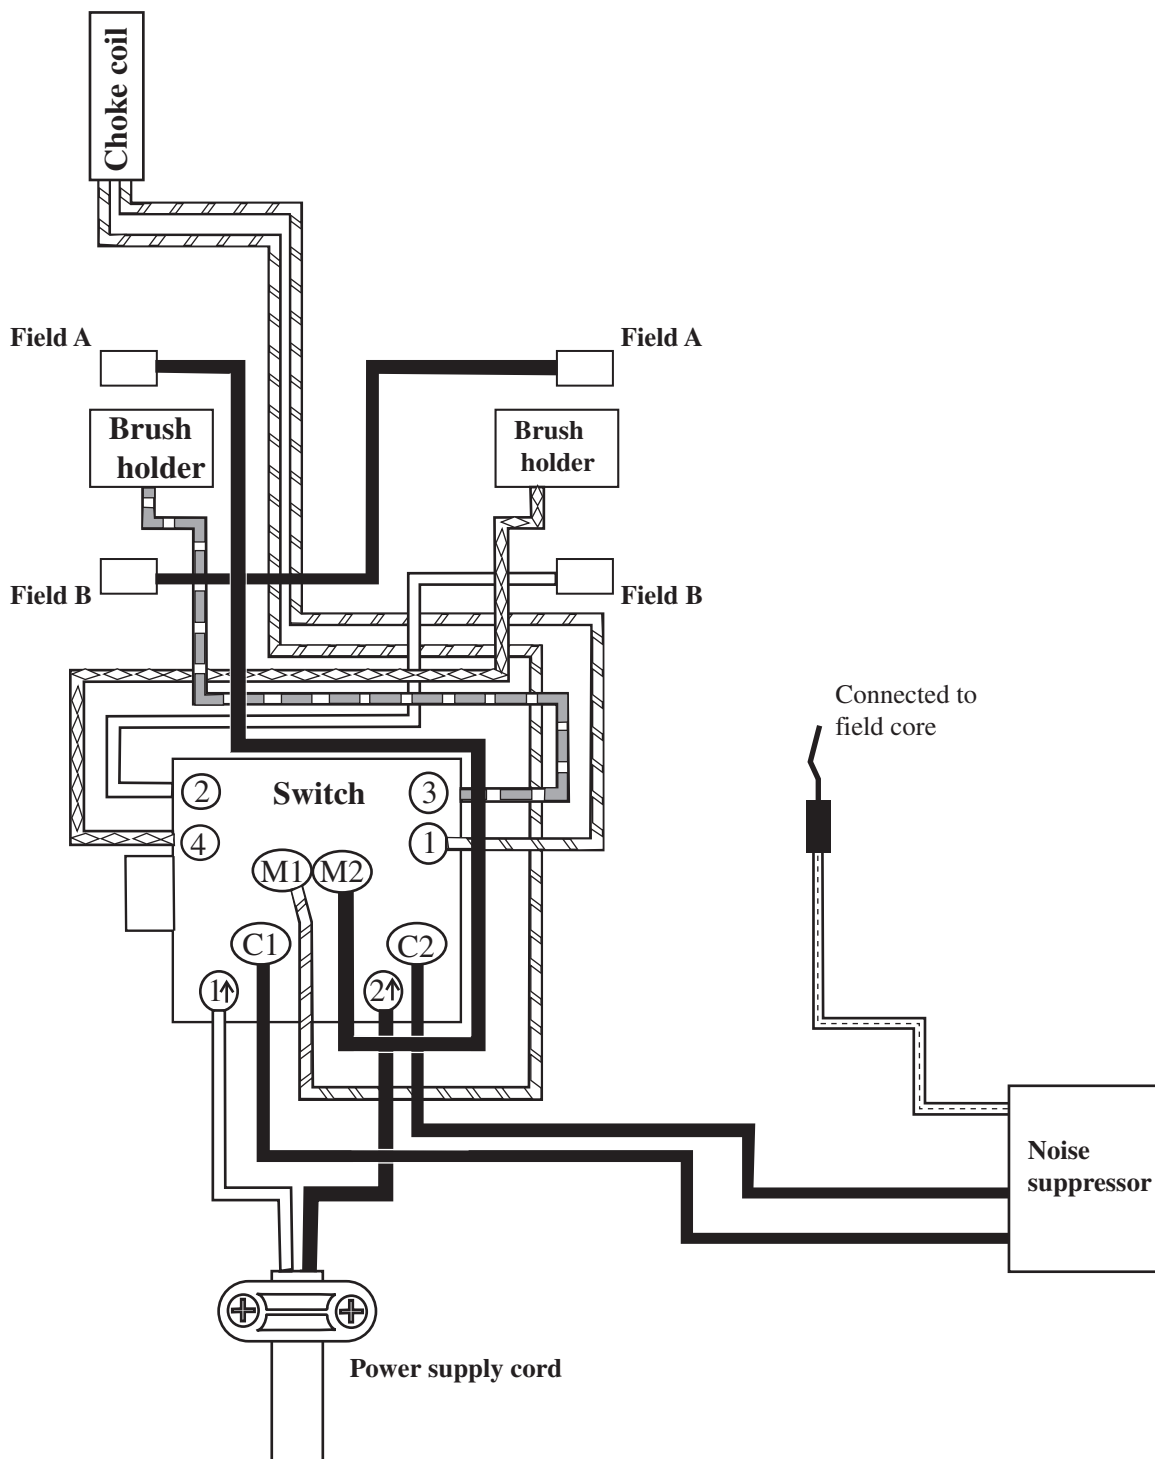 Choke coil
Field A
Field A
Brush
holder
Brush
holder
Field B
Field B
Connected to
field core
2
Switch
3
4
1
M1
M2
C1
C2
1↑
2↑
Noise
suppressor
Power supply cord